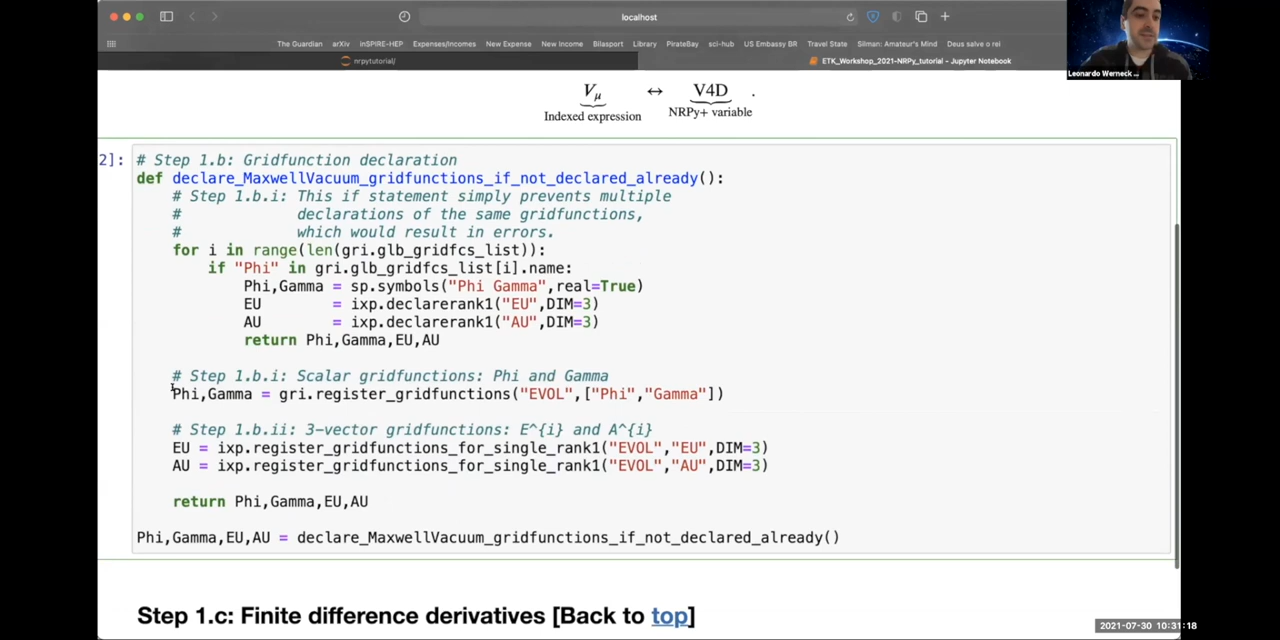 localhost
The Guardian arXiv inSPIRE-HEP Expenses/Incomes New Expense New Income Bilasport Library PirateBay sci-hub US Embassy BR Travel State Silman: Amateur's Mind Deus salve o rei
nrpytutorial/ ETK_Workshop_2021-NRPy_tutorial - Jupyter Notebook
Leonardo Werneck ...
Vμ ↔ V4D .
Indexed expression NRPy+ variable
2]: # Step 1.b: Gridfunction declaration
def declare_MaxwellVacuum_gridfunctions_if_not_declared_already():
# Step 1.b.i: This if statement simply prevents multiple
# declarations of the same gridfunctions,
# which would result in errors.
for i in range(len(gri.glb_gridfcs_list)):
if "Phi" in gri.glb_gridfcs_list[i].name:
Phi,Gamma = sp.symbols("Phi Gamma",real=True)
EU = ixp.declarerank1("EU",DIM=3)
AU = ixp.declarerank1("AU",DIM=3)
return Phi,Gamma,EU,AU
# Step 1.b.i: Scalar gridfunctions: Phi and Gamma
Phi,Gamma = gri.register_gridfunctions("EVOL",["Phi","Gamma"])
# Step 1.b.ii: 3-vector gridfunctions: E^{i} and A^{i}
EU = ixp.register_gridfunctions_for_single_rank1("EVOL","EU",DIM=3)
AU = ixp.register_gridfunctions_for_single_rank1("EVOL","AU",DIM=3)
return Phi,Gamma,EU,AU
Phi,Gamma,EU,AU = declare_MaxwellVacuum_gridfunctions_if_not_declared_already()
Step 1.c: Finite difference derivatives [Back to top]
2021-07-30 10:31:18